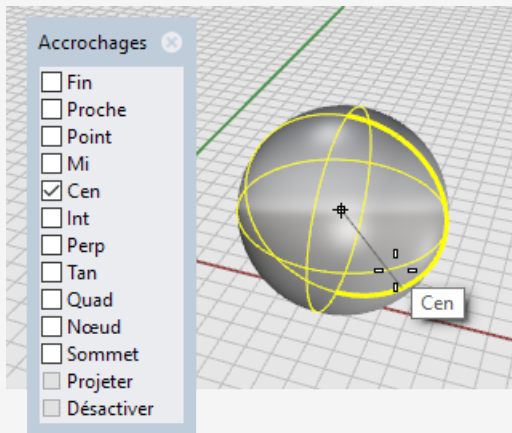 Accrochages
Fin
Proche
Point
Mi
Cen
Int
Perp
Tan
Quad
Nœud
Sommet
Projeter
Désactiver
Cen